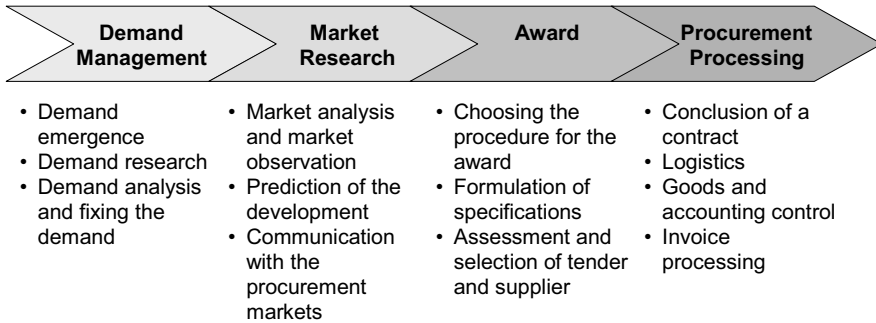 Demand
Management
Market
Research
Award
Procurement
Processing
• Demand
emergence
• Demand research
• Demand analysis
and fixing the
demand
• Market analysis
and market
observation
• Prediction of the
development
• Communication
with the
procurement
markets
• Choosing the
procedure for the
award
• Formulation of
specifications
• Assessment and
selection of tender
and supplier
• Conclusion of a
contract
• Logistics
• Goods and
accounting control
• Invoice
processing